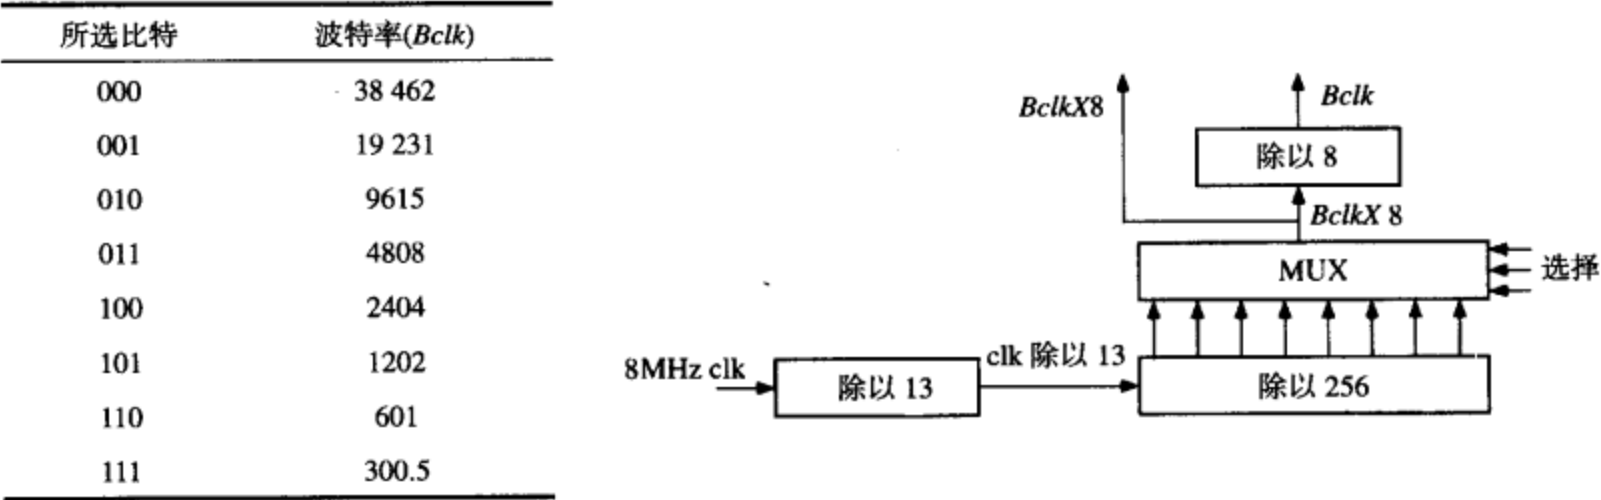 所选比特 波特率(Bclk)
000 38 462
001 19 231
010 9615
011 4808
100 2404
101 1202
110 601
111 300.5
BclkX8
Bclk
除以 8
BclkX 8
MUX
选择
8MHz clk
除以 13
clk 除以 13
除以 256